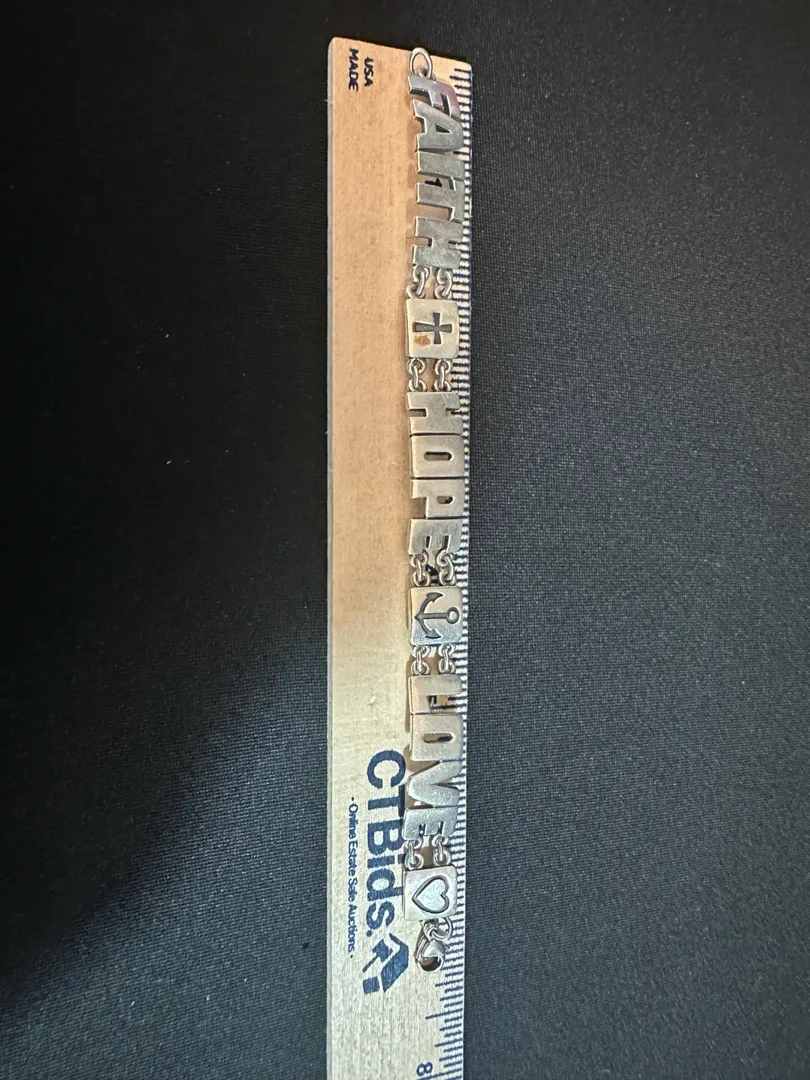 USA
MADE
FAITH
HOPE
LOVE
CTBids.
- Online Estate Sale Auctions -
8